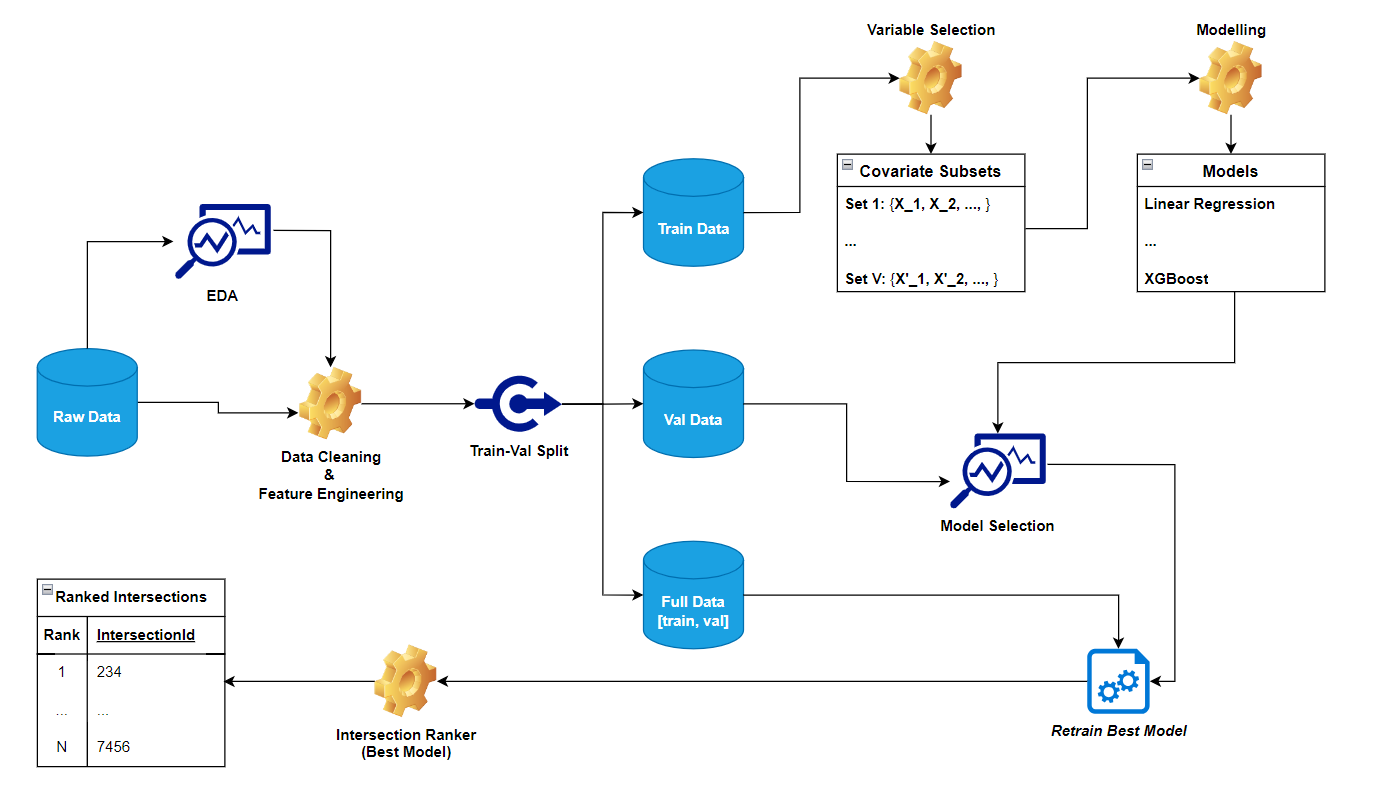 Variable Selection
Modelling
Covariate Subsets
Set 1: {X_1, X_2, ..., }
...
Set V: {X'_1, X'_2, ..., }
Models
Linear Regression
...
XGBoost
Train Data
EDA
Raw Data
Data Cleaning
&
Feature Engineering
Train-Val Split
Val Data
Model Selection
Full Data
[train, val]
Retrain Best Model
Intersection Ranker
(Best Model)
Ranked Intersections
Rank IntersectionId
1 234
... ...
N 7456